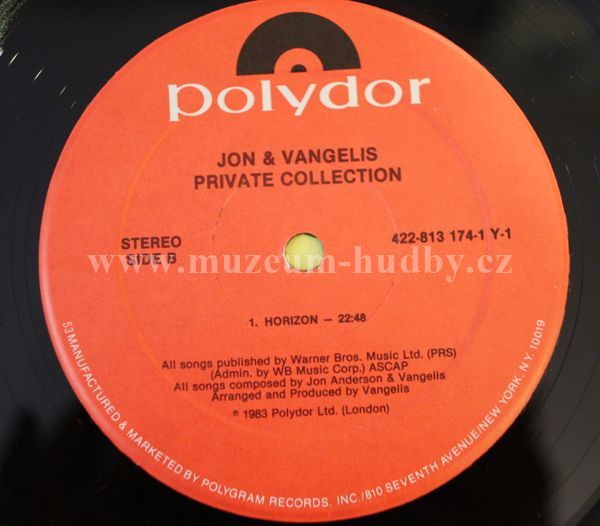 polydor
JON & VANGELIS
PRIVATE COLLECTION
STEREO
SIDE B
422-813 174-1 Y-1
www.muzeum-hudby.cz
1. HORIZON — 22:48
All songs published by Warner Bros. Music Ltd. (PRS)
(Admin. by WB Music Corp.) ASCAP
All songs composed by Jon Anderson & Vangelis
Arranged and Produced by Vangelis
℗ 1983 Polydor Ltd. (London)
53 MANUFACTURED & MARKETED BY POLYGRAM RECORDS, INC./810 SEVENTH AVENUE/NEW YORK, N.Y. 10019